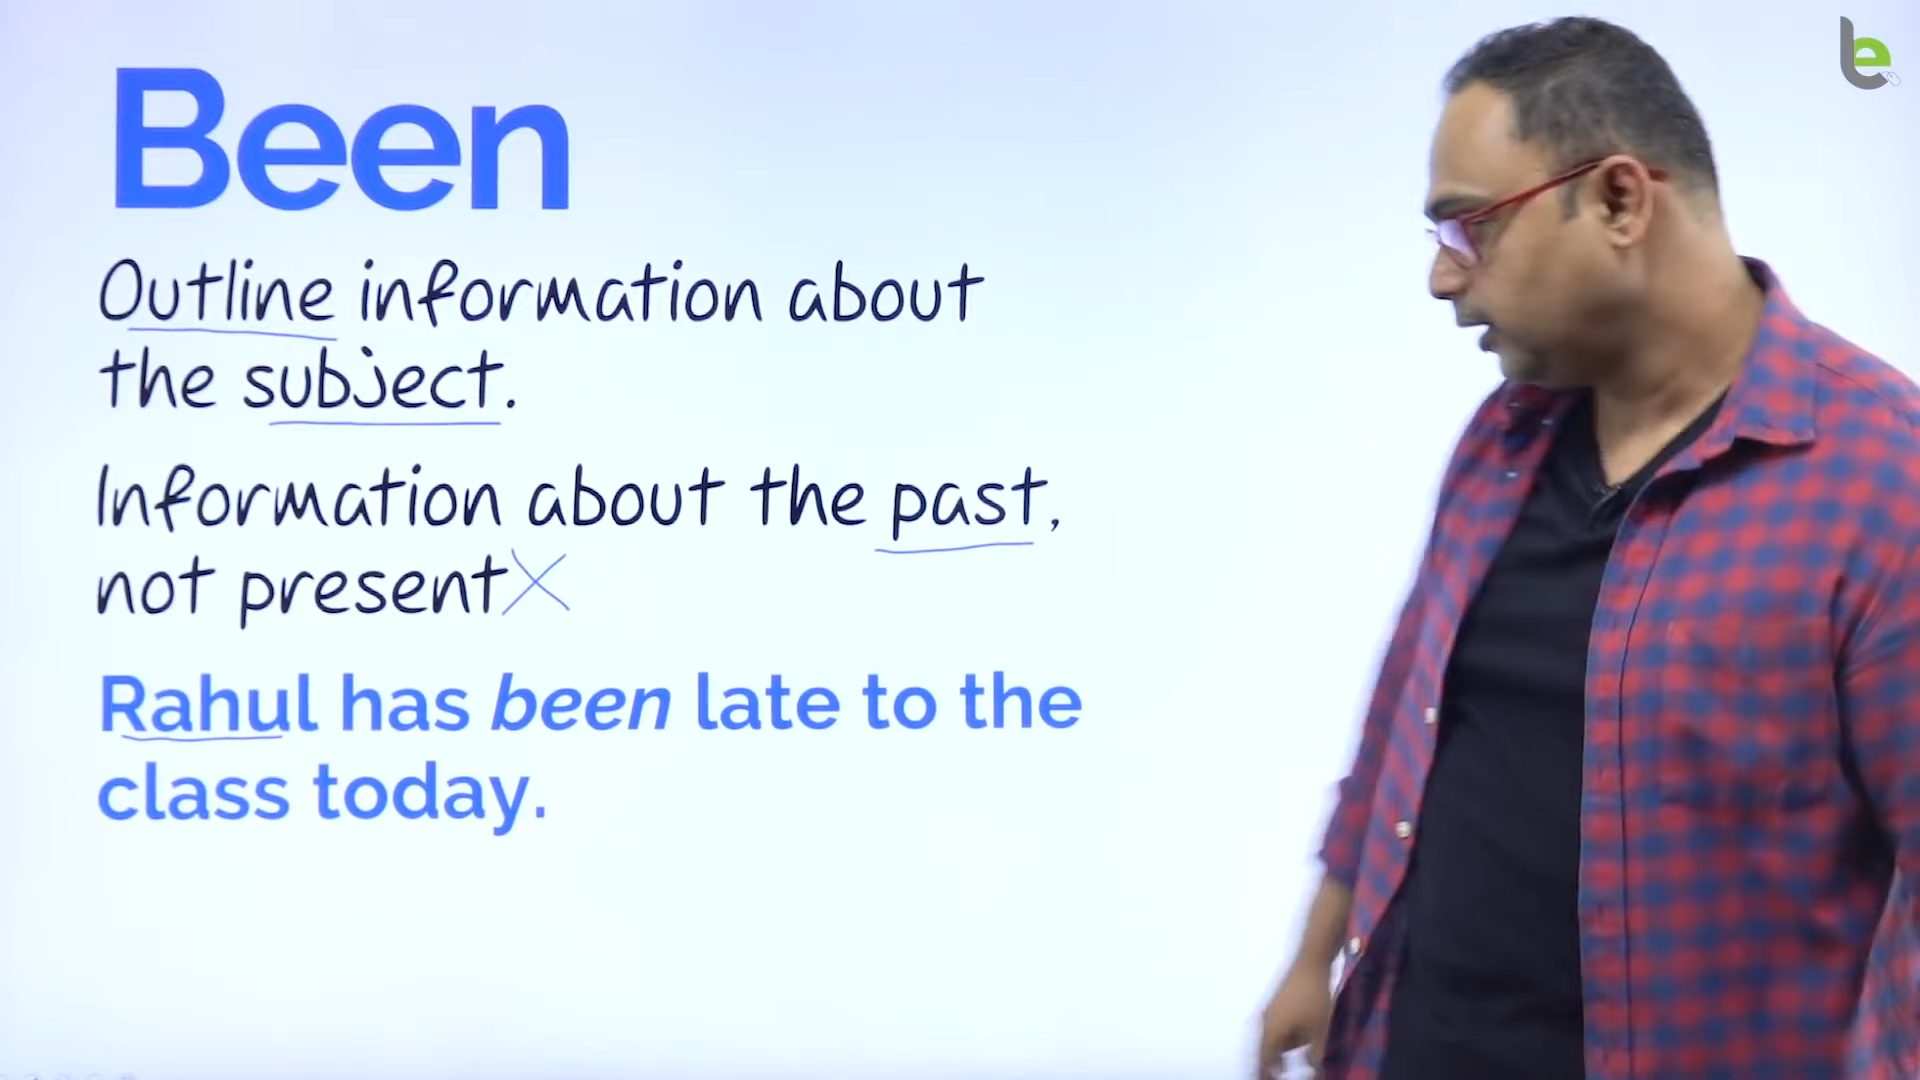 Been
Outline information about
the subject.
Information about the past,
not present
Rahul has been late to the
class today.